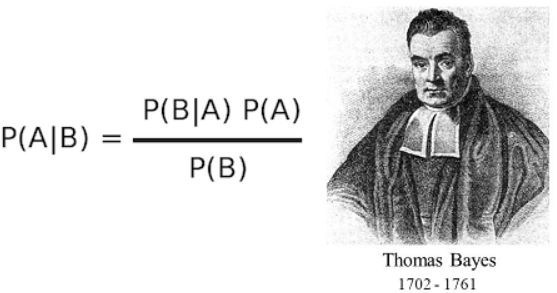 P(A|B) = P(B|A) P(A)
P(B)
Thomas Bayes
1702 - 1761